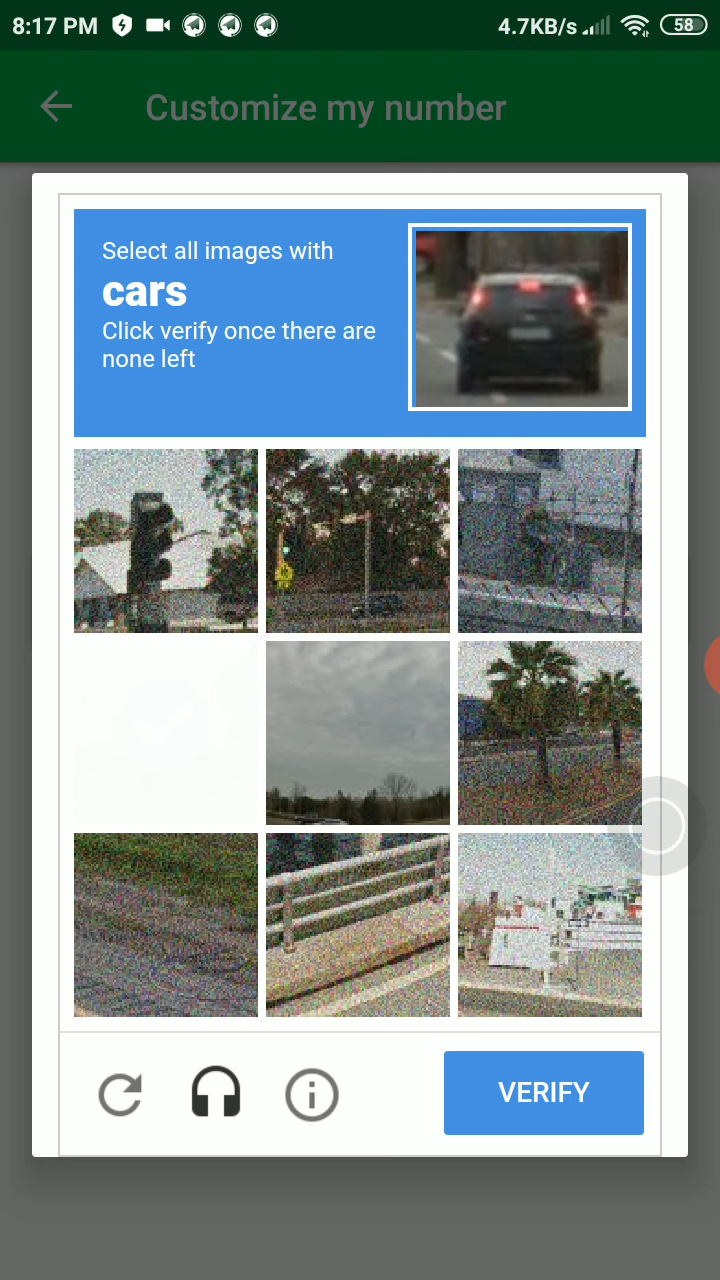 8:17 PM 4.7KB/s 58
Customize my number
Select all images with
cars
Click verify once there are
none left
VERIFY